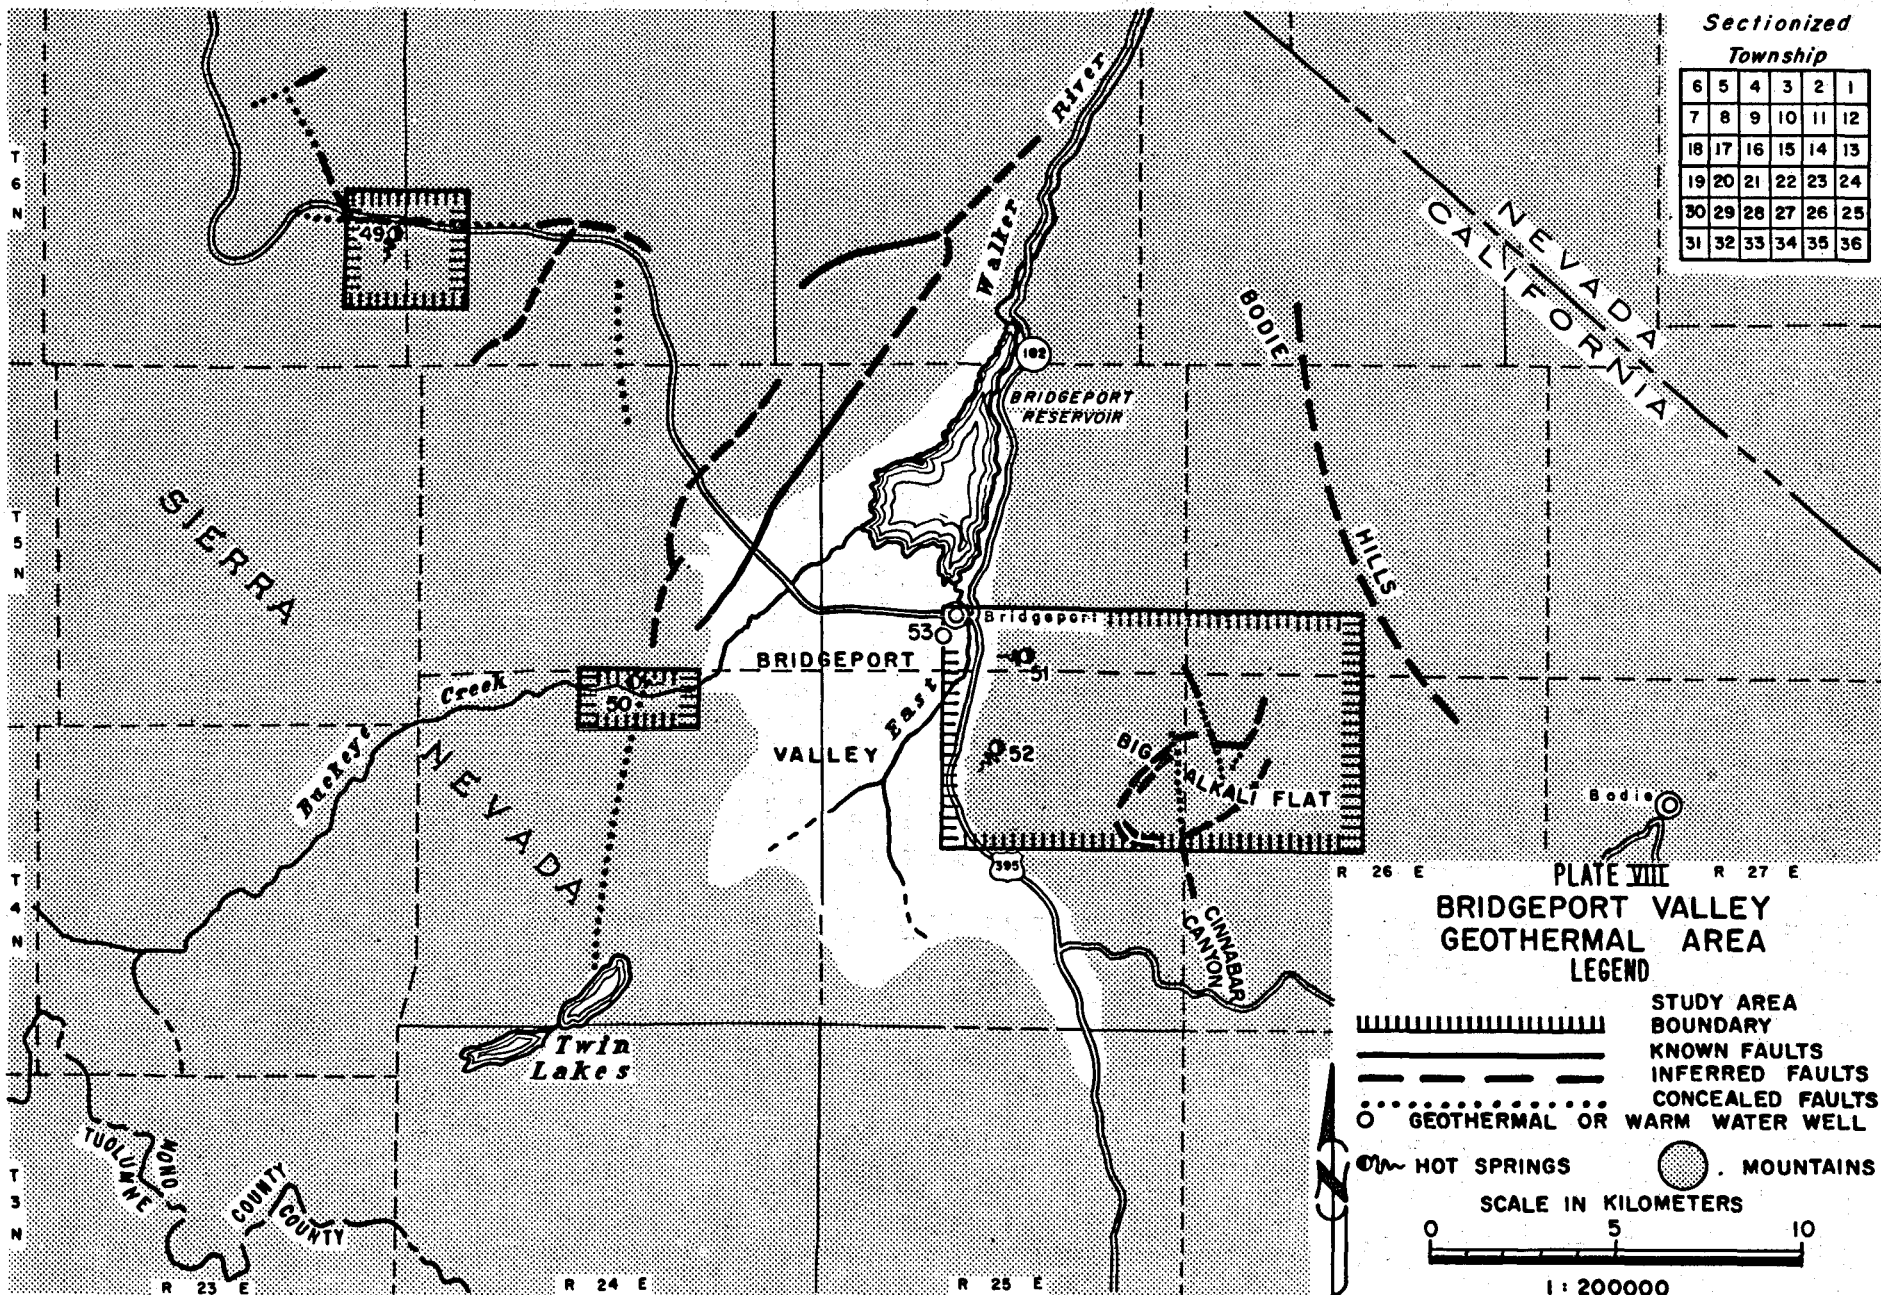 Sectionized
Township
6 5 4 3 2 1
7 8 9 10 11 12
18 17 16 15 14 13
19 20 21 22 23 24
30 29 28 27 26 25
31 32 33 34 35 36
River
Walker
T
6
N
49
NEVADA
CALIFORNIA
BODIE
HILLS
182
BRIDGEPORT
RESERVOIR
SIERRA
NEVADA
T
5
N
Bridgeport
53
BRIDGEPORT
VALLEY
51
East
52
Buckeye
Creek
50
BIG ALKALI FLAT
Bodie
395
CINNABAR
CANYON
T
4
N
Twin
Lakes
TUOLUMNE
MONO
COUNTY
COUNTY
T
3
N
R 23 E
R 24 E
R 25 E
R 26 E
R 27 E
PLATE VIII
BRIDGEPORT VALLEY
GEOTHERMAL AREA
LEGEND
STUDY AREA
BOUNDARY
KNOWN FAULTS
INFERRED FAULTS
CONCEALED FAULTS
GEOTHERMAL OR WARM WATER WELL
HOT SPRINGS
MOUNTAINS
N
SCALE IN KILOMETERS
0 5 10
1:200000